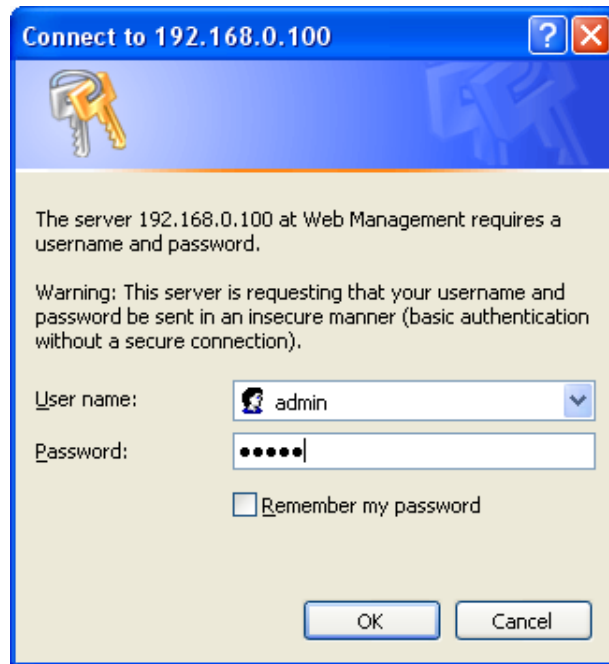 Connect to 192.168.0.100
The server 192.168.0.100 at Web Management requires a
username and password.
Warning: This server is requesting that your username and
password be sent in an insecure manner (basic authentication
without a secure connection).
User name:
admin
Password:
•••••
Remember my password
OK
Cancel